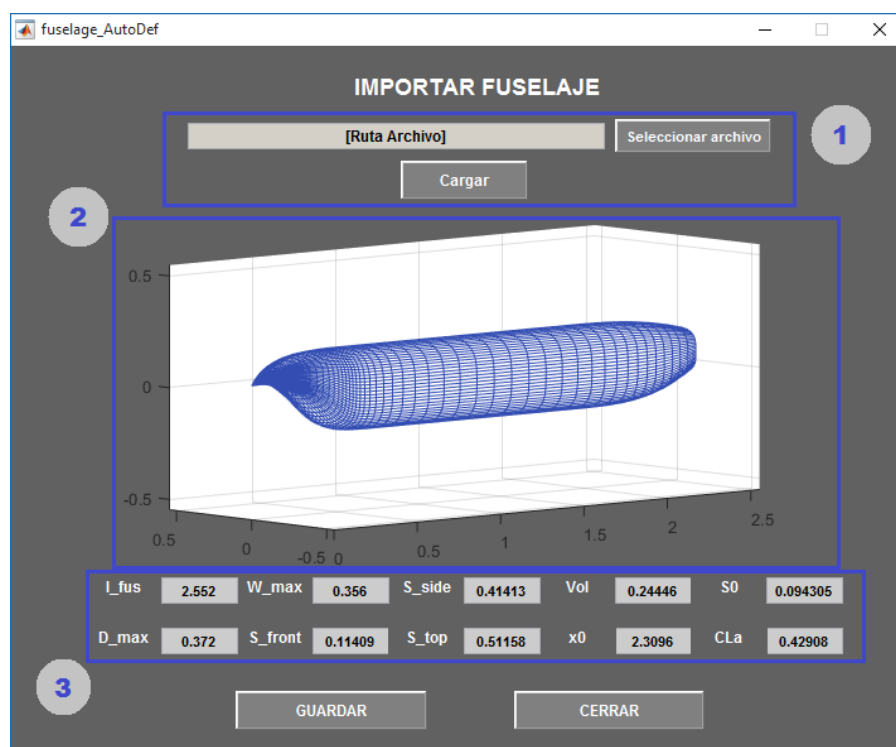 fuselage_AutoDef
IMPORTAR FUSELAJE
[Ruta Archivo] Seleccionar archivo 1
Cargar
2
0.5
0
-0.5
0.5 0 -0.5 0 0.5 1 1.5 2 2.5
l_fus 2.552 W_max 0.356 S_side 0.41413 Vol 0.24446 S0 0.094305
D_max 0.372 S_front 0.11409 S_top 0.51158 x0 2.3096 CLa 0.42908
3
GUARDAR CERRAR